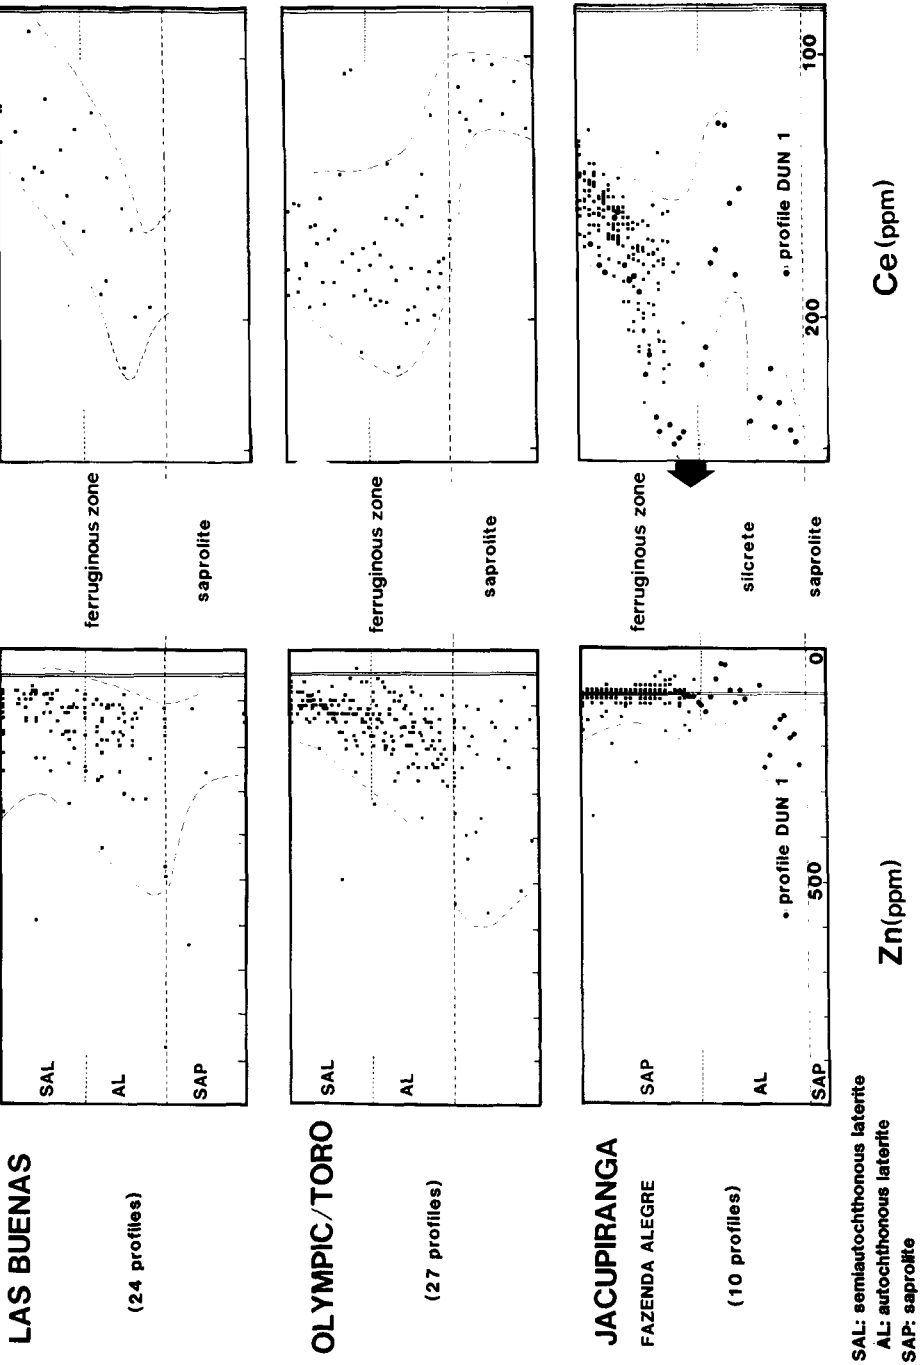 LAS BUENAS
(24 profiles)
SAL
AL
SAP
ferruginous zone
saprolite
OLYMPIC/TORO
(27 profiles)
SAL
AL
ferruginous zone
saprolite
JACUPIRANGA
FAZENDA ALEGRE
(10 profiles)
SAP
AL
SAP
• profile DUN 1
500
0
ferruginous zone
silcrete
saprolite
• profile DUN 1
200
100
Zn(ppm)
Ce(ppm)
SAL: semiautochthonous laterite
AL: autochthonous laterite
SAP: saprolite